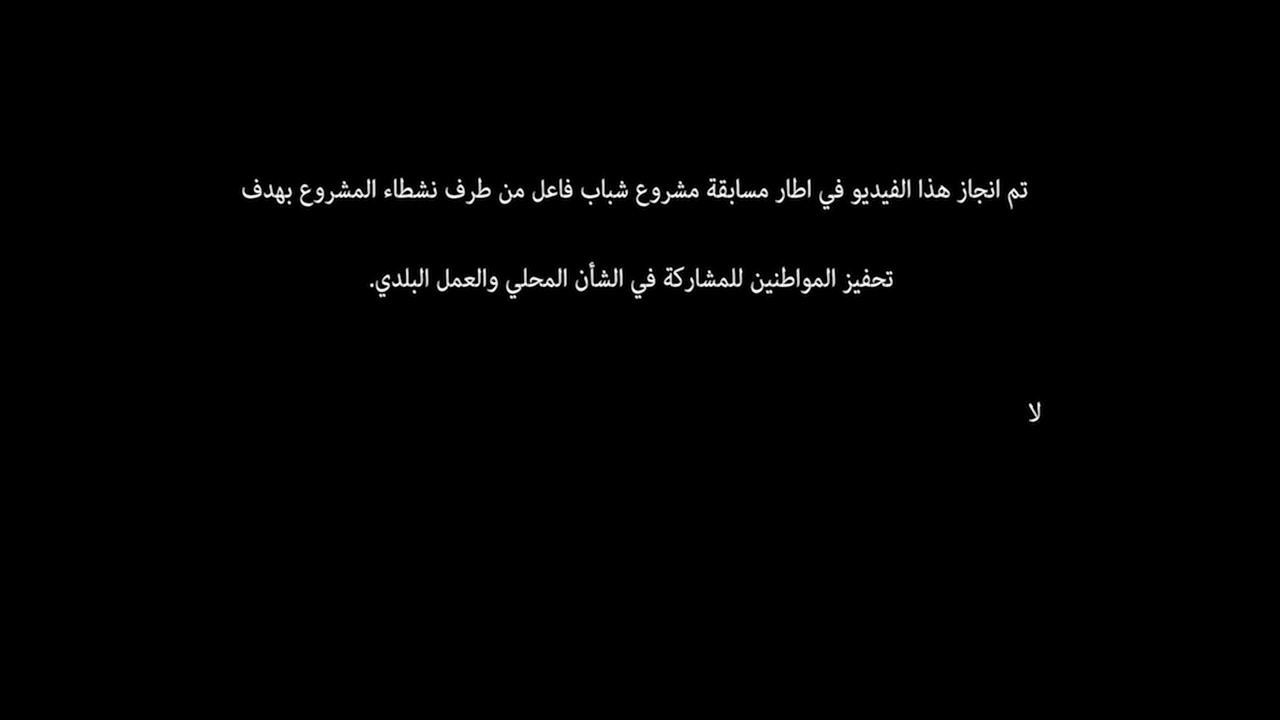 تم انجاز هذا الفيديو في اطار مسابقة مشروع شباب فاعل من طرف نشطاء المشروع بهدف
تحفيز المواطنين للمشاركة في الشأن المحلي والعمل البلدي.
لا